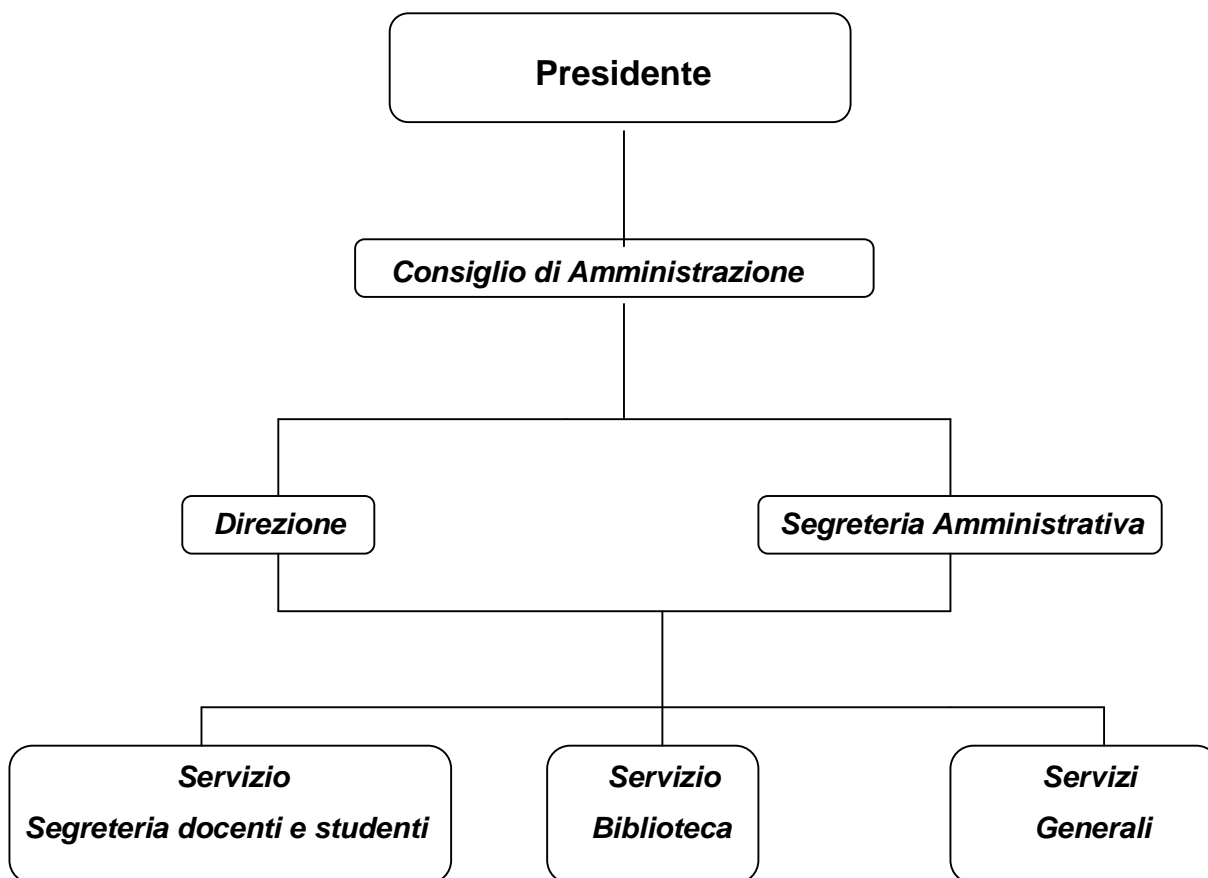 Presidente
Consiglio di Amministrazione
Direzione
Segreteria Amministrativa
Servizio
Segreteria docenti e studenti
Servizio
Biblioteca
Servizi
Generali